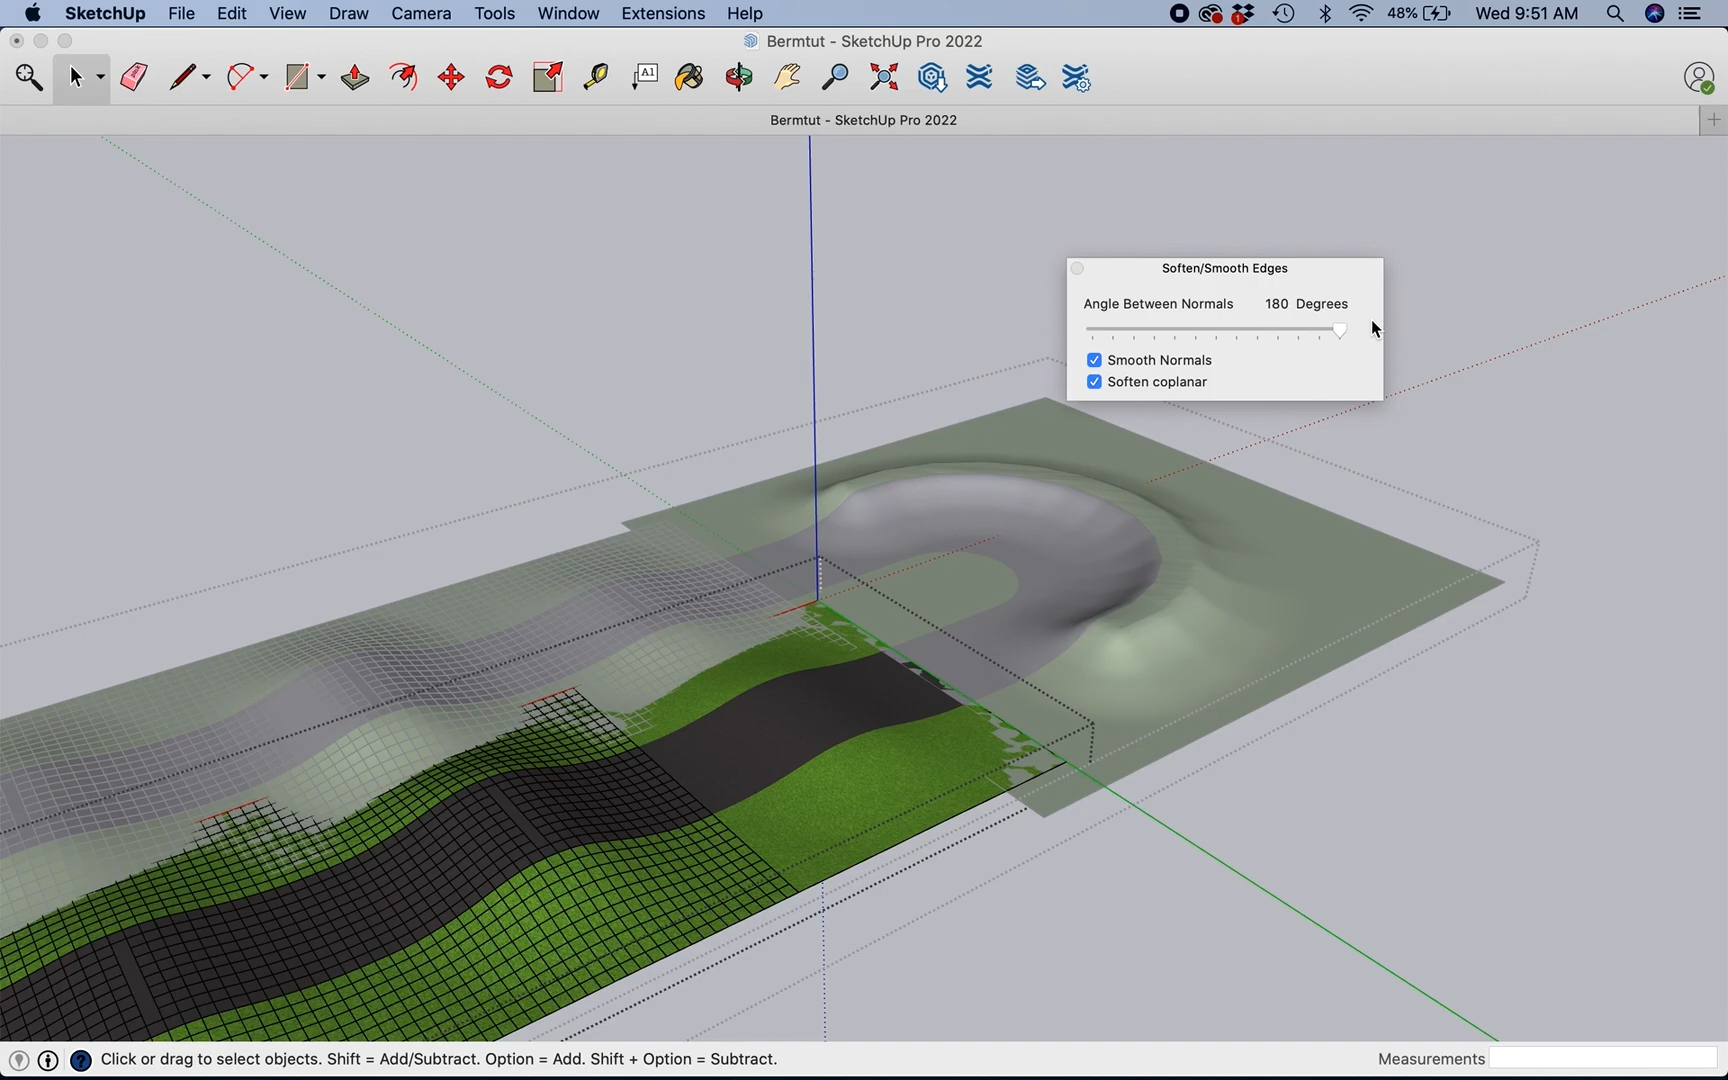 SketchUp File Edit View Draw Camera Tools Window Extensions Help
1 48% Wed 9:51 AM
Bermtut - SketchUp Pro 2022
A1
Bermtut - SketchUp Pro 2022
Soften/Smooth Edges
Angle Between Normals 180 Degrees
Smooth Normals
Soften coplanar
Click or drag to select objects. Shift = Add/Subtract. Option = Add. Shift + Option = Subtract.
Measurements